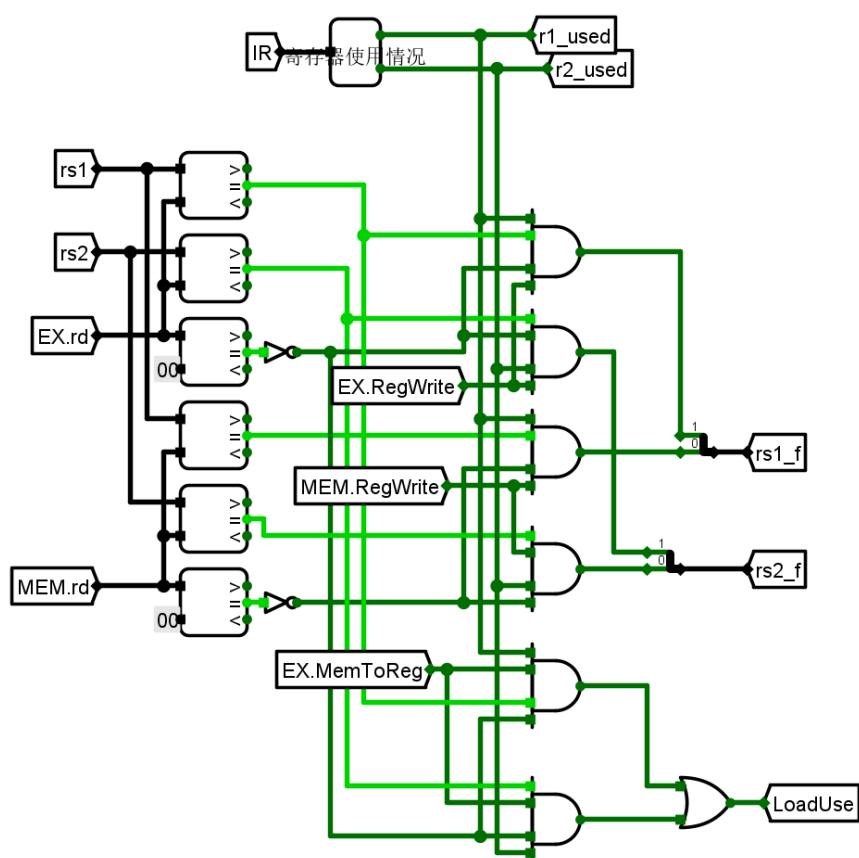 r1_used
IR
寄存器使用情况
r2_used
rs1
>
=
<
rs2
>
=
<
EX.rd
>
=
<
00
EX.RegWrite
>
=
<
1
0
rs1_f
MEM.RegWrite
>
=
<
1
0
rs2_f
MEM.rd
>
=
<
00
EX.MemToReg
LoadUse